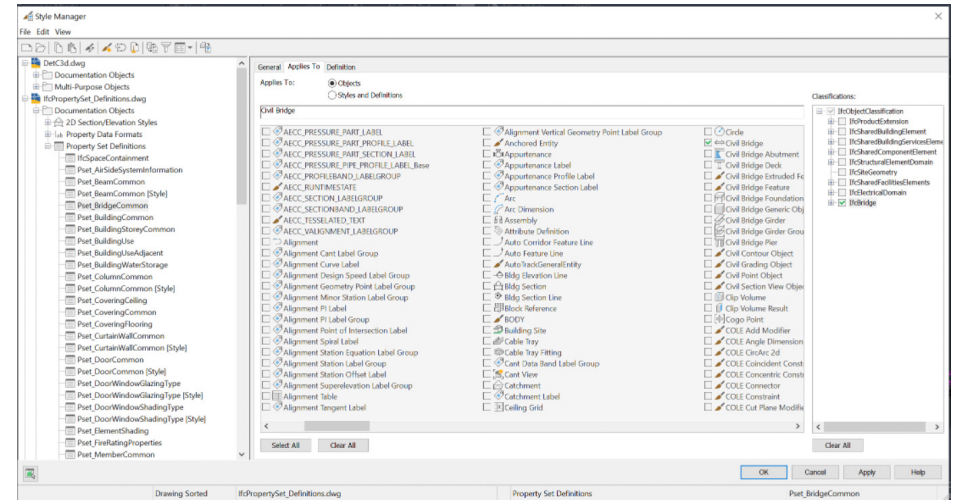 Style Manager
File Edit View
DetC3d.dwg
Documentation Objects
Multi-Purpose Objects
IfcPropertySet_Definitions.dwg
Documentation Objects
2D Section/Elevation Styles
Property Data Formats
Property Set Definitions
IfcSpaceContainment
Pset_AirSideSystemInformation
Pset_BeamCommon
Pset_BeamCommon [Style]
Pset_BridgeCommon
Pset_BuildingCommon
Pset_BuildingStoreyCommon
Pset_BuildingUse
Pset_BuildingUseAdjacent
Pset_BuildingWaterStorage
Pset_ColumnCommon
Pset_ColumnCommon [Style]
Pset_CoveringCeiling
Pset_CoveringCommon
Pset_CoveringFlooring
Pset_CurtainWallCommon
Pset_CurtainWallCommon [Style]
Pset_DoorCommon
Pset_DoorCommon [Style]
Pset_DoorWindowGlazingType
Pset_DoorWindowGlazingType [Style]
Pset_DoorWindowShadingType
Pset_DoorWindowShadingType [Style]
Pset_ElementShading
Pset_FireRatingProperties
Pset_MemberCommon
General Applies To Definition
Applies To: Objects
Styles and Definitions
Civil Bridge
AECC_PRESSURE_PART_LABEL
AECC_PRESSURE_PART_PROFILE_LABEL
AECC_PRESSURE_PART_SECTION_LABEL
AECC_PRESSURE_PIPE_PROFILE_LABEL_Base
AECC_PROFILEBAND_LABELGROUP
AECC_RUNTIMESTATE
AECC_SECTION_LABELGROUP
AECC_SECTIONBAND_LABELGROUP
AECC_TESSELATED_TEXT
AECC_VALIGNMENT_LABELGROUP
Alignment
Alignment Cant Label Group
Alignment Curve Label
Alignment Design Speed Label Group
Alignment Geometry Point Label Group
Alignment Minor Station Label Group
Alignment PI Label
Alignment PI Label Group
Alignment Point of Intersection Label
Alignment Spiral Label
Alignment Station Equation Label Group
Alignment Station Label Group
Alignment Station Offset Label
Alignment Superelevation Label Group
Alignment Table
Alignment Tangent Label
Alignment Vertical Geometry Point Label Group
Anchored Entity
Appurtenance
Appurtenance Label
Appurtenance Profile Label
Appurtenance Section Label
Arc
Arc Dimension
Assembly
Attribute Definition
Auto Corridor Feature Line
Auto Feature Line
AutoTrackGeneralEntity
Bldg Elevation Line
Bldg Section
Bldg Section Line
Block Reference
BODY
Building Site
Cable Tray
Cable Tray Fitting
Cant Data Band Label Group
Cant View
Catchment
Catchment Label
Ceiling Grid
Circle
Civil Bridge
Civil Bridge Abutment
Civil Bridge Deck
Civil Bridge Extruded Fe
Civil Bridge Feature
Civil Bridge Foundation
Civil Bridge Generic Obj
Civil Bridge Girder
Civil Bridge Girder Grou
Civil Bridge Pier
Civil Contour Object
Civil Grading Object
Civil Point Object
Civil Section View Objec
Clip Volume
Clip Volume Result
Cogo Point
COLE Add Modifier
COLE Angle Dimension
COLE CircArc 2d
COLE Coincident Const
COLE Concentric Const
COLE Connector
COLE Constraint
COLE Cut Plane Modifie
Select All Clear All
Classifications:
IfcObjectClassification
IfcProductExtension
IfcSharedBuildingElement
IfcSharedBuildingServicesEleme
IfcSharedComponentElement
IfcStructuralElementDomain
IfcSiteGeometry
IfcSharedFacilitiesElements
IfcElectricalDomain
IfcBridge
Clear All
OK Cancel Apply Help
Drawing Sorted IfcPropertySet_Definitions.dwg Property Set Definitions Pset_BridgeCommon